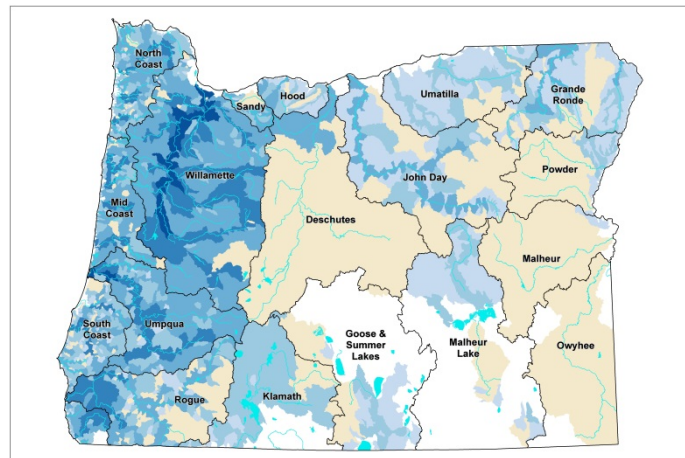 North
Coast
Sandy
Hood
Umatilla
Grande
Ronde
Willamette
John Day
Powder
Mid
Coast
Deschutes
Malheur
South
Coast
Umpqua
Goose &
Summer
Lakes
Malheur
Lake
Owyhee
Rogue
Klamath